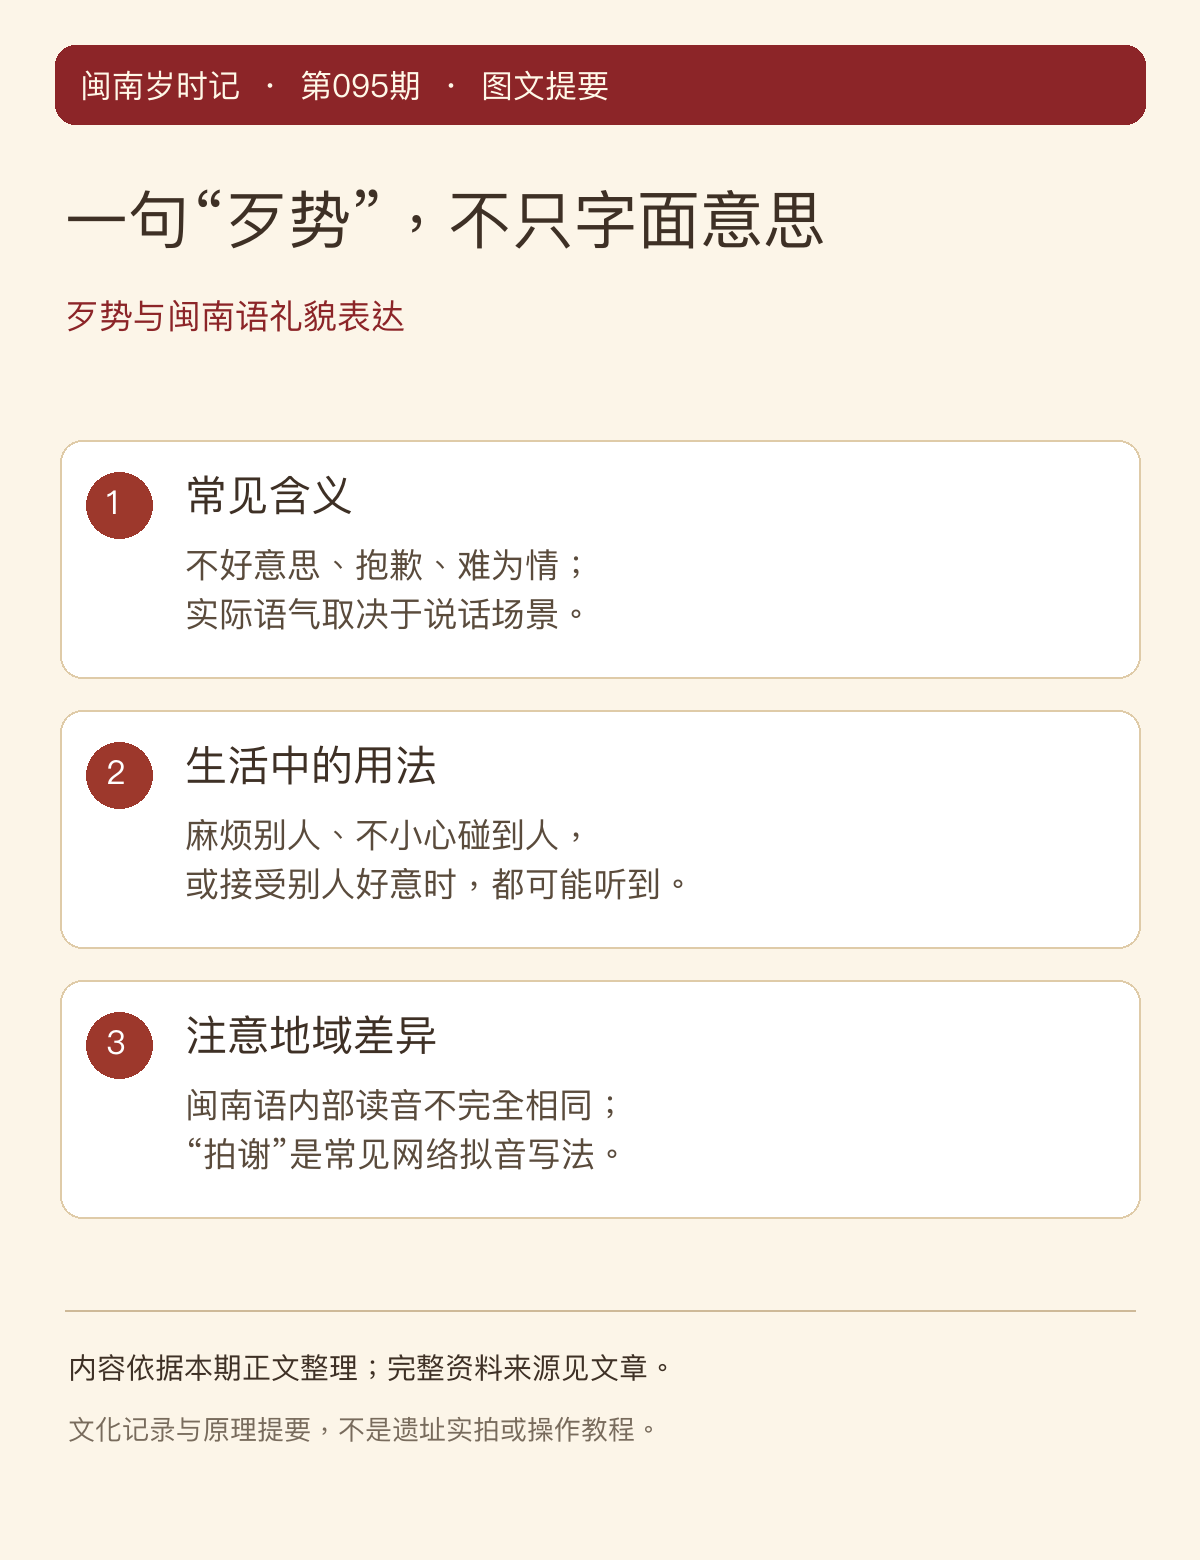 闽南岁时记 · 第095期 · 图文提要
一句“歹势”，不只字面意思
歹势与闽南语礼貌表达
1 常见含义
不好意思、抱歉、难为情；
实际语气取决于说话场景。
2 生活中的用法
麻烦别人、不小心碰到人，
或接受别人好意时，都可能听到。
3 注意地域差异
闽南语内部读音不完全相同；
“拍谢”是常见网络拟音写法。
内容依据本期正文整理；完整资料来源见文章。
文化记录与原理提要，不是遗址实拍或操作教程。